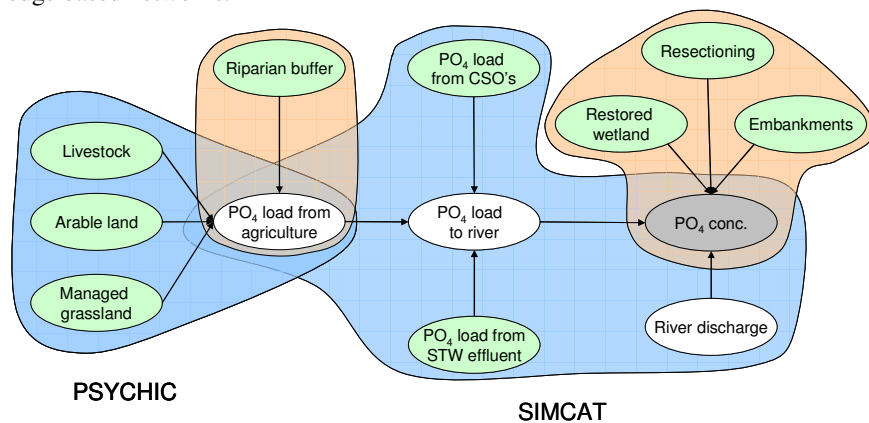 Riparian buffer
PO₄ load
from CSO's
Resectioning
Restored
wetland
Embankments
Livestock
Arable land
Managed
grassland
PO₄ load from
agriculture
PO₄ load
to river
PO₄ conc.
PO₄ load from
STW effluent
River discharge
PSYCHIC
SIMCAT